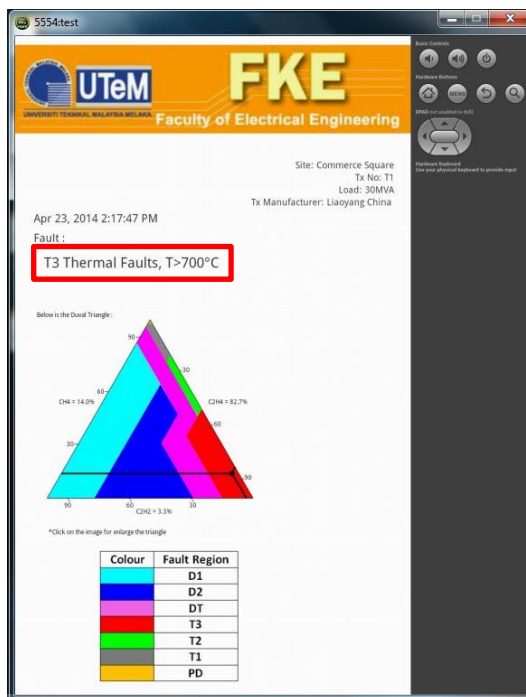 5554:test
UTeM
UNIVERSITI TEKNIKAL MALAYSIA MELAKA
FKE
Faculty of Electrical Engineering
Basic Controls
Hardware Buttons
MENU
DPAD not enabled in AVD
Hardware Keyboard
Use your physical keyboard to provide input
Site: Commerce Square
Tx No: T1
Load: 30MVA
Tx Manufacturer: Liaoyang China
Apr 23, 2014 2:17:47 PM
Fault :
T3 Thermal Faults, T>700°C
Below is the Duval Triangle :
90
30
60
CH4 = 14.0%
C2H4 = 82.7%
60
30
90
90
60
30
C2H2 = 3.3%
*Click on the image for enlarge the triangle
Colour Fault Region
D1
D2
DT
T3
T2
T1
PD